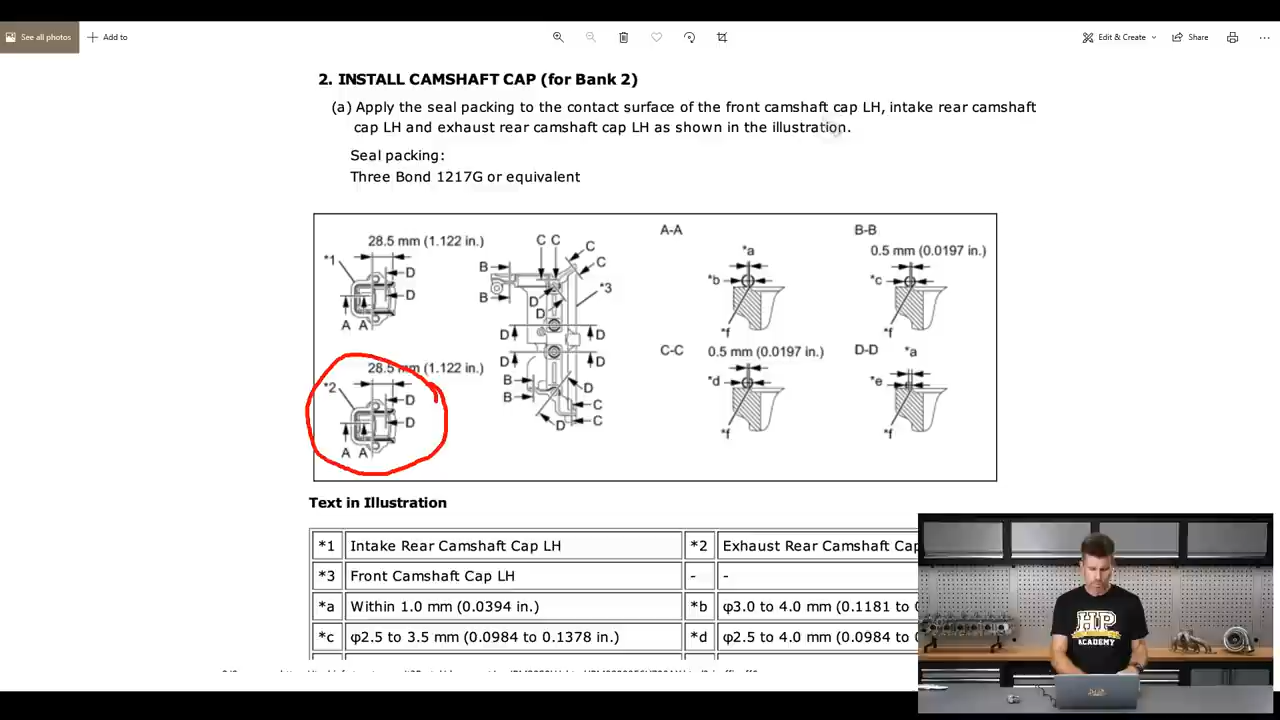 See all photos
Add to
Edit & Create
Share
2. INSTALL CAMSHAFT CAP (for Bank 2)
(a) Apply the seal packing to the contact surface of the front camshaft cap LH, intake rear camshaft
cap LH and exhaust rear camshaft cap LH as shown in the illustration.
Seal packing:
Three Bond 1217G or equivalent
28.5 mm (1.122 in.)
*1
D
D
A A
28.5 mm (1.122 in.)
*2
D
D
A A
C C
C
C
B
B
*3
D
D
D
D
D
D
B
B
D
C
C
D
A-A
*a
*b
*f
B-B
0.5 mm (0.0197 in.)
*c
*f
C-C
0.5 mm (0.0197 in.)
*d
*f
D-D
*a
*e
*f
Text in Illustration
*1 Intake Rear Camshaft Cap LH *2 Exhaust Rear Camshaft Cap
*3 Front Camshaft Cap LH - -
*a Within 1.0 mm (0.0394 in.) *b φ3.0 to 4.0 mm (0.1181 to
*c φ2.5 to 3.5 mm (0.0984 to 0.1378 in.) *d φ2.5 to 4.0 mm (0.0984 to
HP
ACADEMY